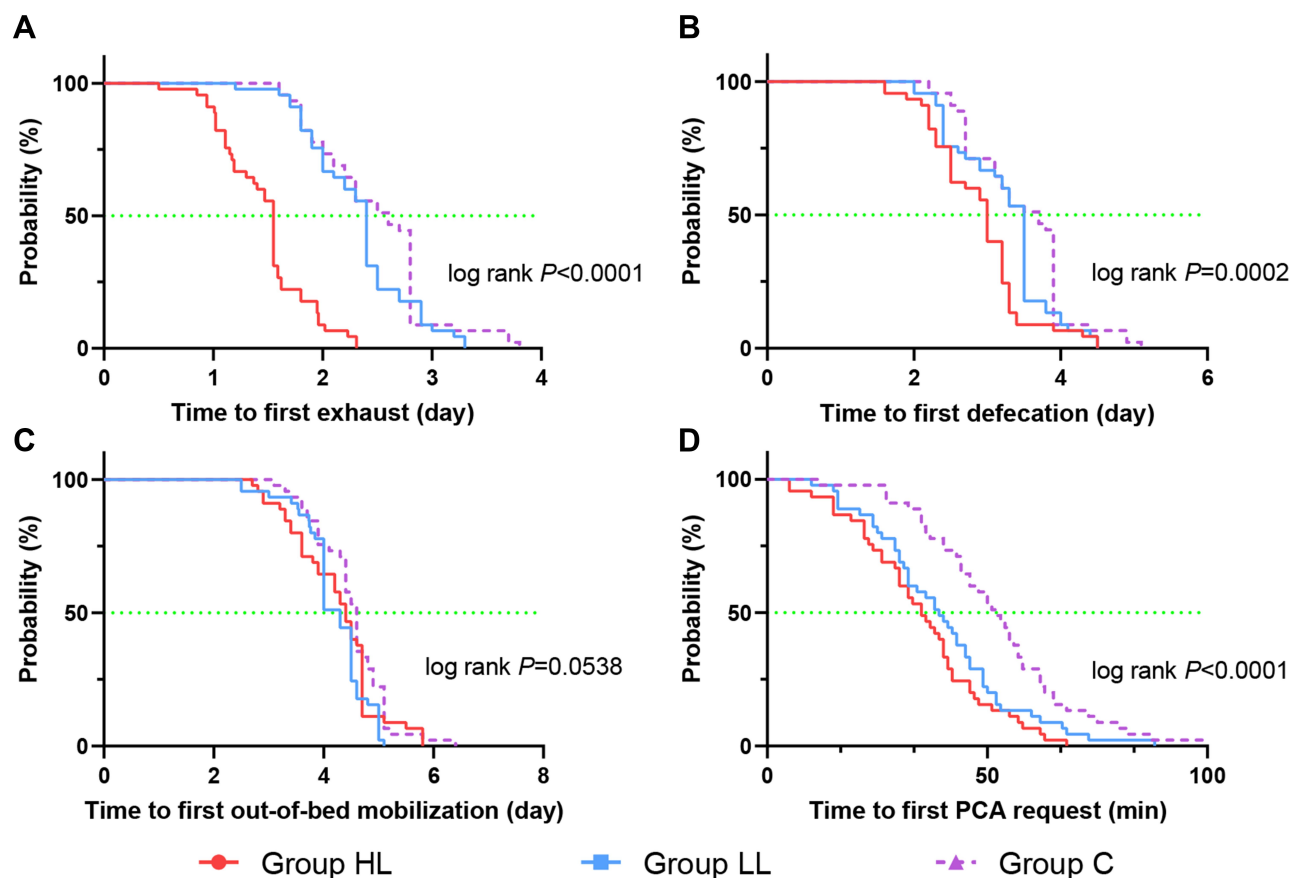 A
Probability (%)
100
50
0
0 1 2 3 4
log rank P<0.0001
Time to first exhaust (day)
B
Probability (%)
100
50
0
0 2 4 6
log rank P=0.0002
Time to first defecation (day)
C
Probability (%)
100
50
0
0 2 4 6 8
log rank P=0.0538
Time to first out-of-bed mobilization (day)
D
Probability (%)
100
50
0
0 50 100
log rank P<0.0001
Time to first PCA request (min)
Group HL Group LL Group C